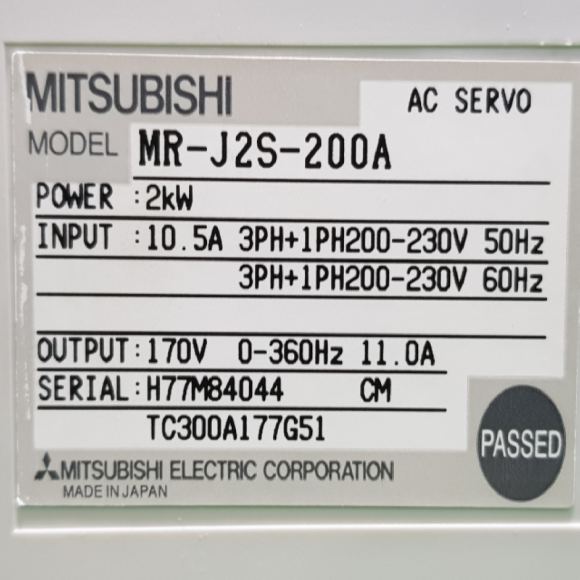 MITSUBISHI
AC SERVO
MODEL MR-J2S-200A
POWER :2kW
INPUT :10.5A 3PH+1PH200-230V 50Hz
3PH+1PH200-230V 60Hz
OUTPUT:170V 0-360Hz 11.0A
SERIAL:H77M84044 CM
TC300A177G51
PASSED
MITSUBISHI ELECTRIC CORPORATION
MADE IN JAPAN